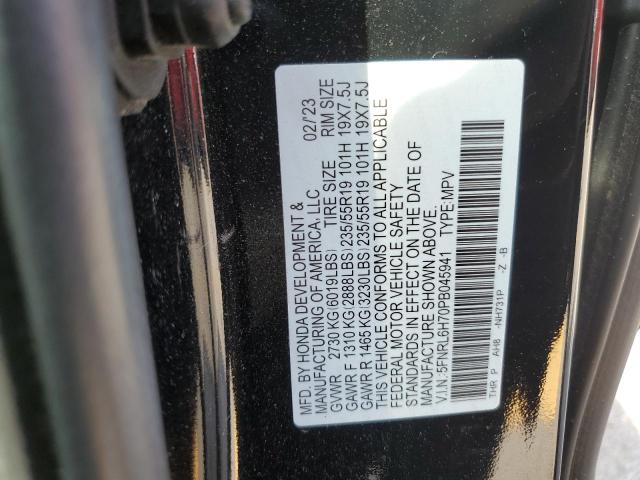 MFD. BY HONDA DEVELOPMENT & 02/'23
MANUFACTURING OF AMERICA, LLC
GVWR 2730 KG(6019LBS) TIRE SIZE RIM SIZE
GAWR F 1310 KG(2888LBS)235/55R19 101H 19X7.5J
GAWR R 1465 KG(3230LBS)235/55R19 101H 19X7.5J
THIS VEHICLE CONFORMS TO ALL APPLICABLE
FEDERAL MOTOR VEHICLE SAFETY
STANDARDS IN EFFECT ON THE DATE OF
MANUFACTURE SHOWN ABOVE.
V.I.N.:5FNRL6H70PB045941 TYPE:MPV
THR P AH8 -NH731P -Z -B